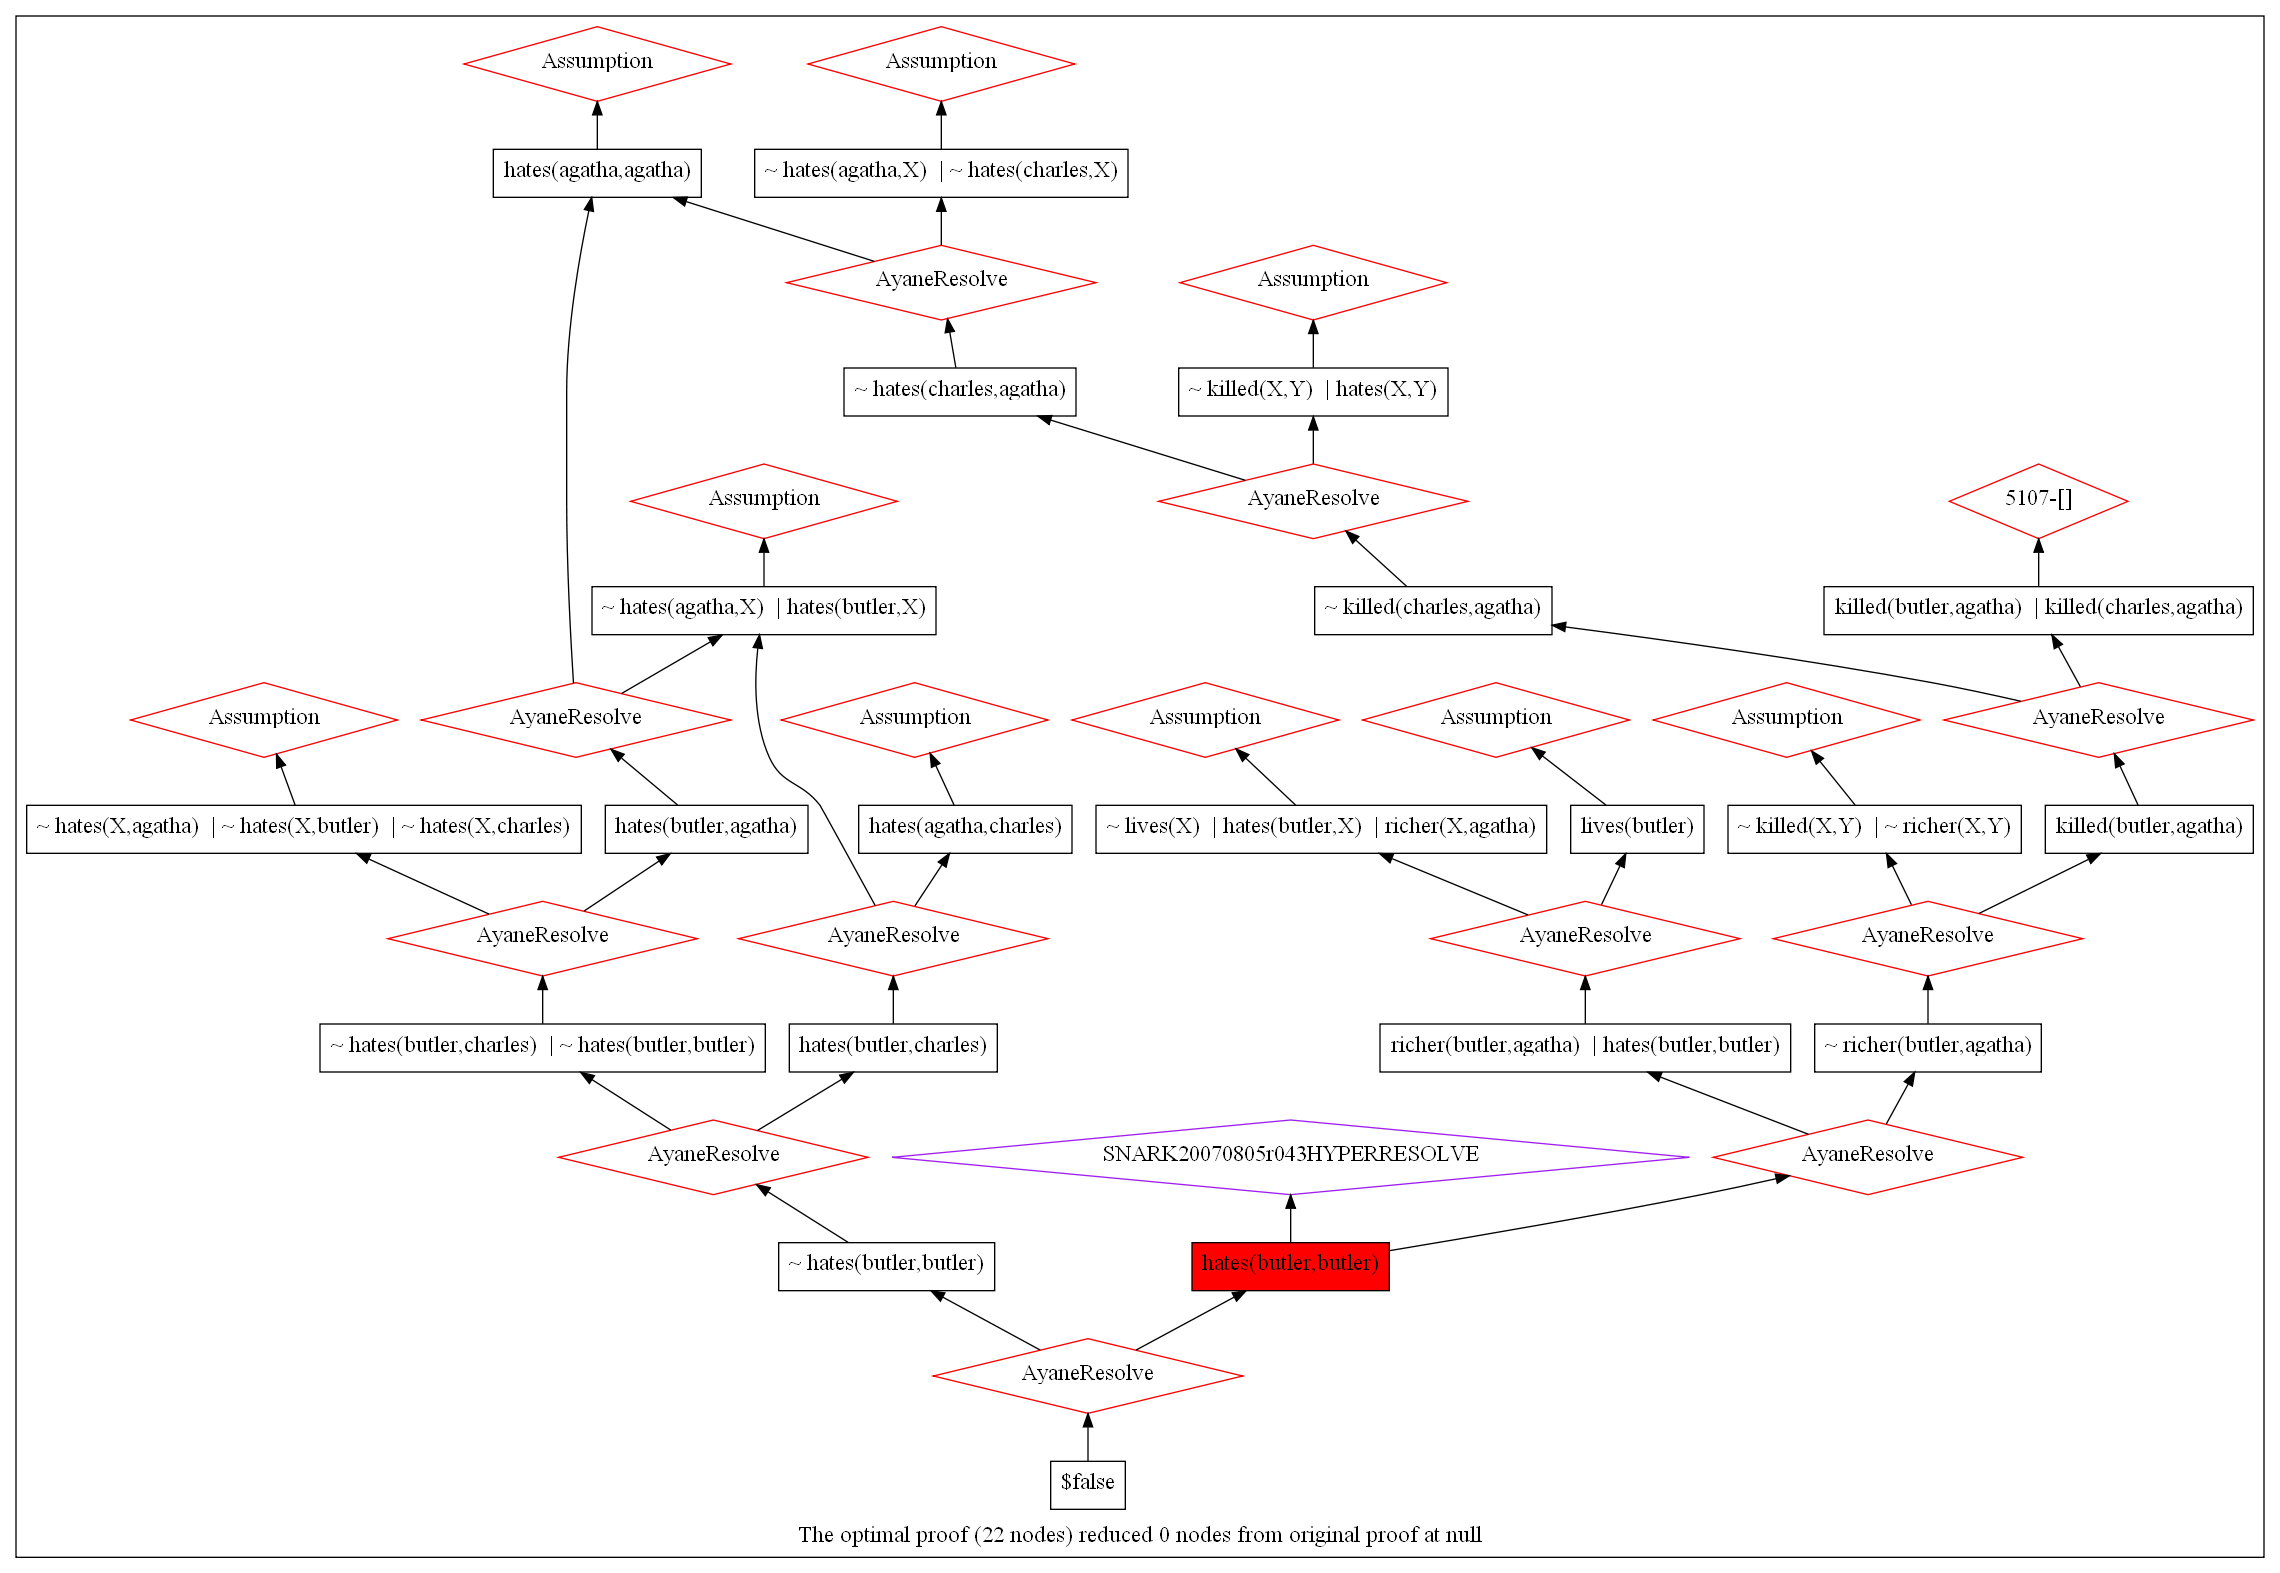 Assumption
Assumption
hates(agatha,agatha)
~ hates(agatha,X) | ~ hates(charles,X)
AyaneResolve
Assumption
~ hates(charles,agatha)
~ killed(X,Y) | hates(X,Y)
Assumption
AyaneResolve
5107-[]
~ hates(agatha,X) | hates(butler,X)
~ killed(charles,agatha)
killed(butler,agatha) | killed(charles,agatha)
Assumption
AyaneResolve
Assumption
Assumption
Assumption
Assumption
AyaneResolve
~ hates(X,agatha) | ~ hates(X,butler) | ~ hates(X,charles)
hates(butler,agatha)
hates(agatha,charles)
~ lives(X) | hates(butler,X) | richer(X,agatha)
lives(butler)
~ killed(X,Y) | ~ richer(X,Y)
killed(butler,agatha)
AyaneResolve
AyaneResolve
AyaneResolve
AyaneResolve
~ hates(butler,charles) | ~ hates(butler,butler)
hates(butler,charles)
richer(butler,agatha) | hates(butler,butler)
~ richer(butler,agatha)
AyaneResolve
SNARK20070805r043HYPERRESOLVE
AyaneResolve
~ hates(butler,butler)
hates(butler,butler)
AyaneResolve
$false
The optimal proof (22 nodes) reduced 0 nodes from original proof at null